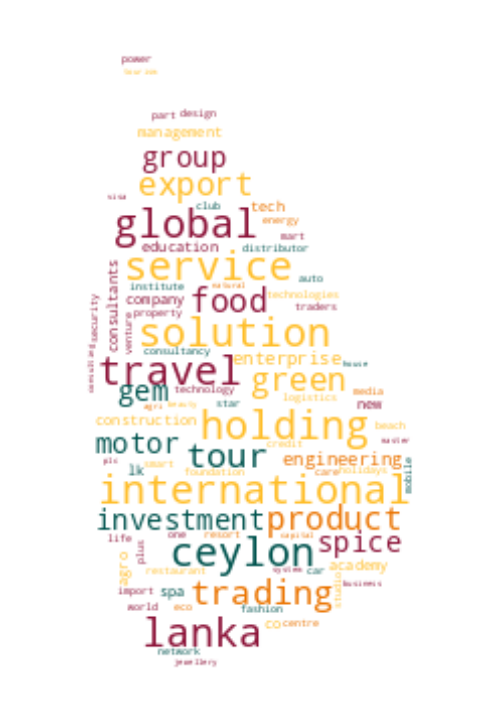 power
tourism
part design
management
group
export
sisa
club tech
energy
global
mart
education distributor
service
consultants
auto
institute natural
company food technologies
security
property traders
venture
solution
consultancy
enterprise house
consulting
travel
green
gem technology
media
logistics
agri beauty star new
construction
holding
beach
motor
master
tour
credit
engineering
plc
lk smart
foundation care holidays
mobile
international
investment product
life one resort capital
spice
plus
ceylon
agro
restaurant system car academy
business
import spa trading
studio
world eco fashion
lanka
co centre
network
jewellery